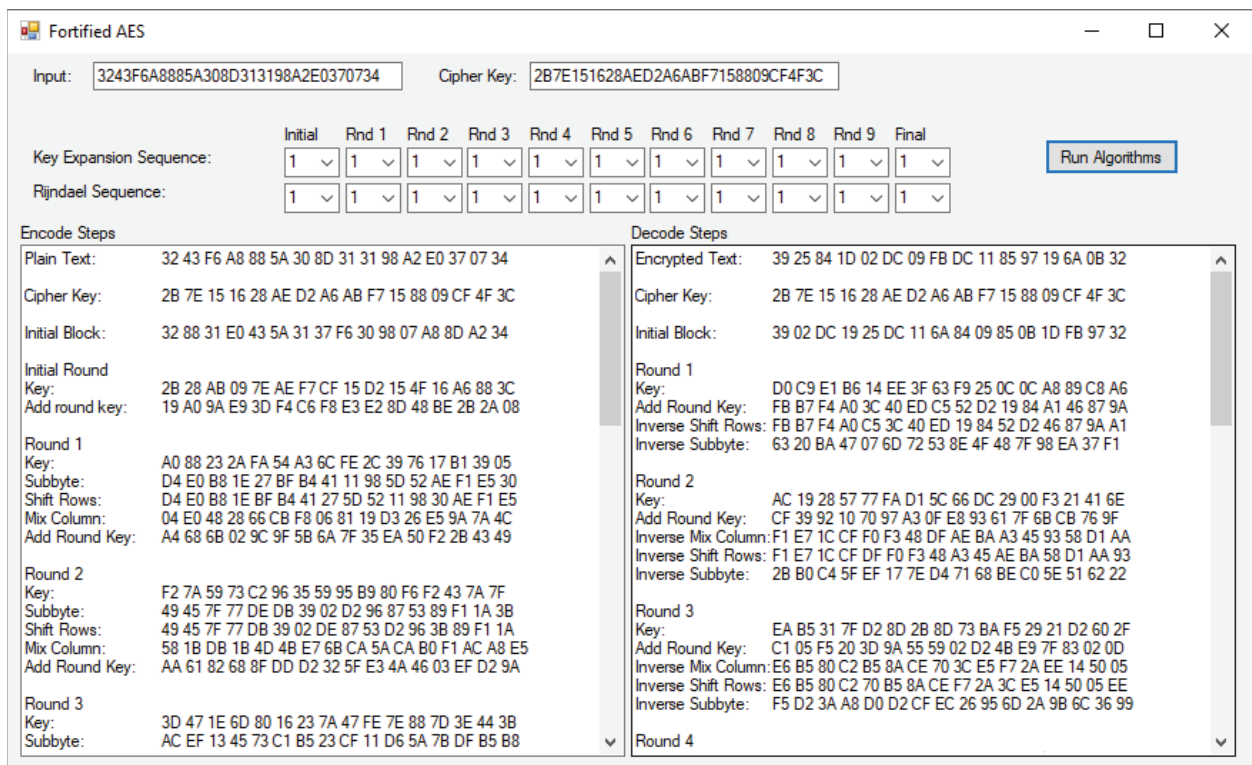 Fortified AES
Input: 3243F6A8885A308D313198A2E0370734 Cipher Key: 2B7E151628AED2A6ABF7158809CF4F3C
Initial Rnd 1 Rnd 2 Rnd 3 Rnd 4 Rnd 5 Rnd 6 Rnd 7 Rnd 8 Rnd 9 Final
Key Expansion Sequence: 1 1 1 1 1 1 1 1 1 1 1
Run Algorithms
Rijndael Sequence: 1 1 1 1 1 1 1 1 1 1 1
Encode Steps
Plain Text: 32 43 F6 A8 88 5A 30 8D 31 31 98 A2 E0 37 07 34
Cipher Key: 2B 7E 15 16 28 AE D2 A6 AB F7 15 88 09 CF 4F 3C
Initial Block: 32 88 31 E0 43 5A 31 37 F6 30 98 07 A8 8D A2 34
Initial Round
Key: 2B 28 AB 09 7E AE F7 CF 15 D2 15 4F 16 A6 88 3C
Add round key: 19 A0 9A E9 3D F4 C6 F8 E3 E2 8D 48 BE 2B 2A 08
Round 1
Key: A0 88 23 2A FA 54 A3 6C FE 2C 39 76 17 B1 39 05
Subbyte: D4 E0 B8 1E 27 BF B4 41 11 98 5D 52 AE F1 E5 30
Shift Rows: D4 E0 B8 1E BF B4 41 27 5D 52 11 98 30 AE F1 E5
Mix Column: 04 E0 48 28 66 CB F8 06 81 19 D3 26 E5 9A 7A 4C
Add Round Key: A4 68 6B 02 9C 9F 5B 6A 7F 35 EA 50 F2 2B 43 49
Round 2
Key: F2 7A 59 73 C2 96 35 59 95 B9 80 F6 F2 43 7A 7F
Subbyte: 49 45 7F 77 DE DB 39 02 D2 96 87 53 89 F1 1A 3B
Shift Rows: 49 45 7F 77 DB 39 02 DE 87 53 D2 96 3B 89 F1 1A
Mix Column: 58 1B DB 1B 4D 4B E7 6B CA 5A CA B0 F1 AC A8 E5
Add Round Key: AA 61 82 68 8F DD D2 32 5F E3 4A 46 03 EF D2 9A
Round 3
Key: 3D 47 1E 6D 80 16 23 7A 47 FE 7E 88 7D 3E 44 3B
Subbyte: AC EF 13 45 73 C1 B5 23 CF 11 D6 5A 7B DF B5 B8
Decode Steps
Encrypted Text: 39 25 84 1D 02 DC 09 FB DC 11 85 97 19 6A 0B 32
Cipher Key: 2B 7E 15 16 28 AE D2 A6 AB F7 15 88 09 CF 4F 3C
Initial Block: 39 02 DC 19 25 DC 11 6A 84 09 85 0B 1D FB 97 32
Round 1
Key: D0 C9 E1 B6 14 EE 3F 63 F9 25 0C 0C A8 89 C8 A6
Add Round Key: FB B7 F4 A0 3C 40 ED C5 52 D2 19 84 A1 46 87 9A
Inverse Shift Rows: FB B7 F4 A0 C5 3C 40 ED 19 84 52 D2 46 87 9A A1
Inverse Subbyte: 63 20 BA 47 07 6D 72 53 8E 4F 48 7F 98 EA 37 F1
Round 2
Key: AC 19 28 57 77 FA D1 5C 66 DC 29 00 F3 21 41 6E
Add Round Key: CF 39 92 10 70 97 A3 0F E8 93 61 7F 6B CB 76 9F
Inverse Mix Column: F1 E7 1C CF F0 F3 48 DF AE BA A3 45 93 58 D1 AA
Inverse Shift Rows: F1 E7 1C CF DF F0 F3 48 A3 45 AE BA 58 D1 AA 93
Inverse Subbyte: 2B B0 C4 5F EF 17 7E D4 71 68 BE C0 5E 51 62 22
Round 3
Key: EA B5 31 7F D2 8D 2B 8D 73 BA F5 29 21 D2 60 2F
Add Round Key: C1 05 F5 20 3D 9A 55 59 02 D2 4B E9 7F 83 02 0D
Inverse Mix Column: E6 B5 80 C2 B5 8A CE 70 3C E5 F7 2A EE 14 50 05
Inverse Shift Rows: E6 B5 80 C2 70 B5 8A CE F7 2A 3C E5 14 50 05 EE
Inverse Subbyte: F5 D2 3A A8 D0 D2 CF EC 26 95 6D 2A 9B 6C 36 99
Round 4